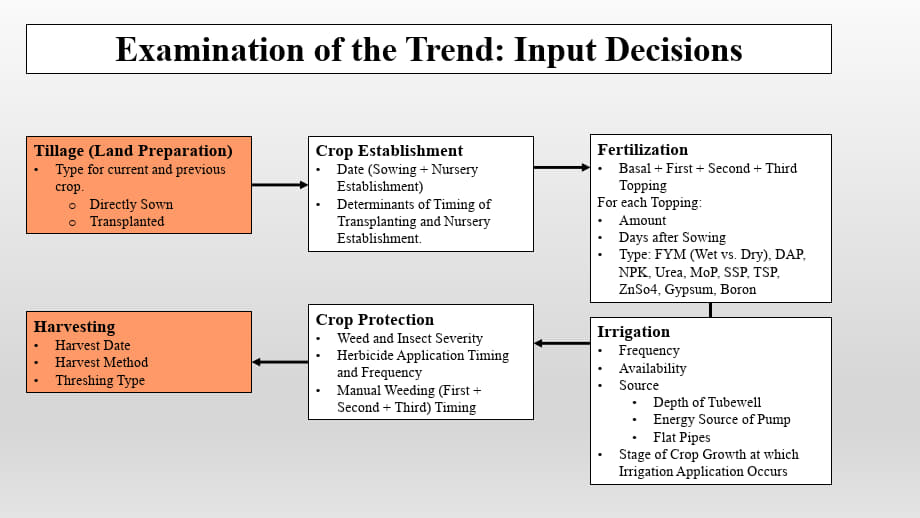 Examination of the Trend: Input Decisions
Tillage (Land Preparation)
• Type for current and previous
crop.
o Directly Sown
o Transplanted
Crop Establishment
• Date (Sowing + Nursery
Establishment)
• Determinants of Timing of
Transplanting and Nursery
Establishment.
Fertilization
• Basal + First + Second + Third
Topping
For each Topping:
• Amount
• Days after Sowing
• Type: FYM (Wet vs. Dry), DAP,
NPK, Urea, MoP, SSP, TSP,
ZnSo4, Gypsum, Boron
Irrigation
• Frequency
• Availability
• Source
• Depth of Tubewell
• Energy Source of Pump
• Flat Pipes
• Stage of Crop Growth at which
Irrigation Application Occurs
Crop Protection
• Weed and Insect Severity
• Herbicide Application Timing
and Frequency
• Manual Weeding (First +
Second + Third) Timing
Harvesting
• Harvest Date
• Harvest Method
• Threshing Type